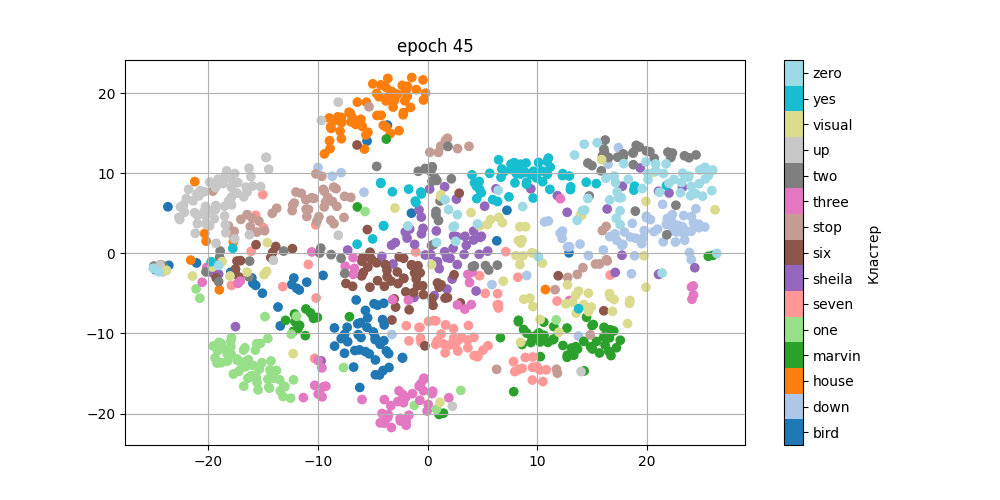 epoch 45
20
10
0
−10
−20
−20
−10
0
10
20
zero
yes
visual
up
two
three
stop
six
sheila
seven
one
marvin
house
down
bird
Кластер